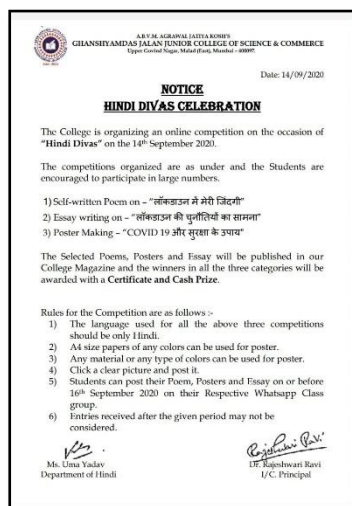 A.B.V.M. AGRAWAL JATIYA KOSH'S
GHANSHYAMDAS JALAN JUNIOR COLLEGE OF SCIENCE & COMMERCE
Upper Govind Nagar, Malad (East), Mumbai – 400097.
Date: 14/09/2020
NOTICE
HINDI DIVAS CELEBRATION
The College is organizing an online competition on the occasion of
"Hindi Divas" on the 14th September 2020.
The competitions organized are as under and the Students are
encouraged to participate in large numbers.
1) Self-written Poem on – "लॉकडाउन में मेरी जिंदगी"
2) Essay writing on – "लॉकडाउन की चुनौतियों का सामना"
3) Poster Making – "COVID 19 और सुरक्षा के उपाय"
The Selected Poems, Posters and Essay will be published in our
College Magazine and the winners in all the three categories will be
awarded with a Certificate and Cash Prize.
Rules for the Competition are as follows :-
1) The language used for all the above three competitions
should be only Hindi.
2) A4 size papers of any colors can be used for poster.
3) Any material or any type of colors can be used for poster.
4) Click a clear picture and post it.
5) Students can post their Poem, Posters and Essay on or before
16th September 2020 on their Respective Whatsapp Class
group.
6) Entries received after the given period may not be
considered.
Rajeshwari Ravi
Ms. Uma Yadav
Department of Hindi
Dr. Rajeshwari Ravi
I/C. Principal